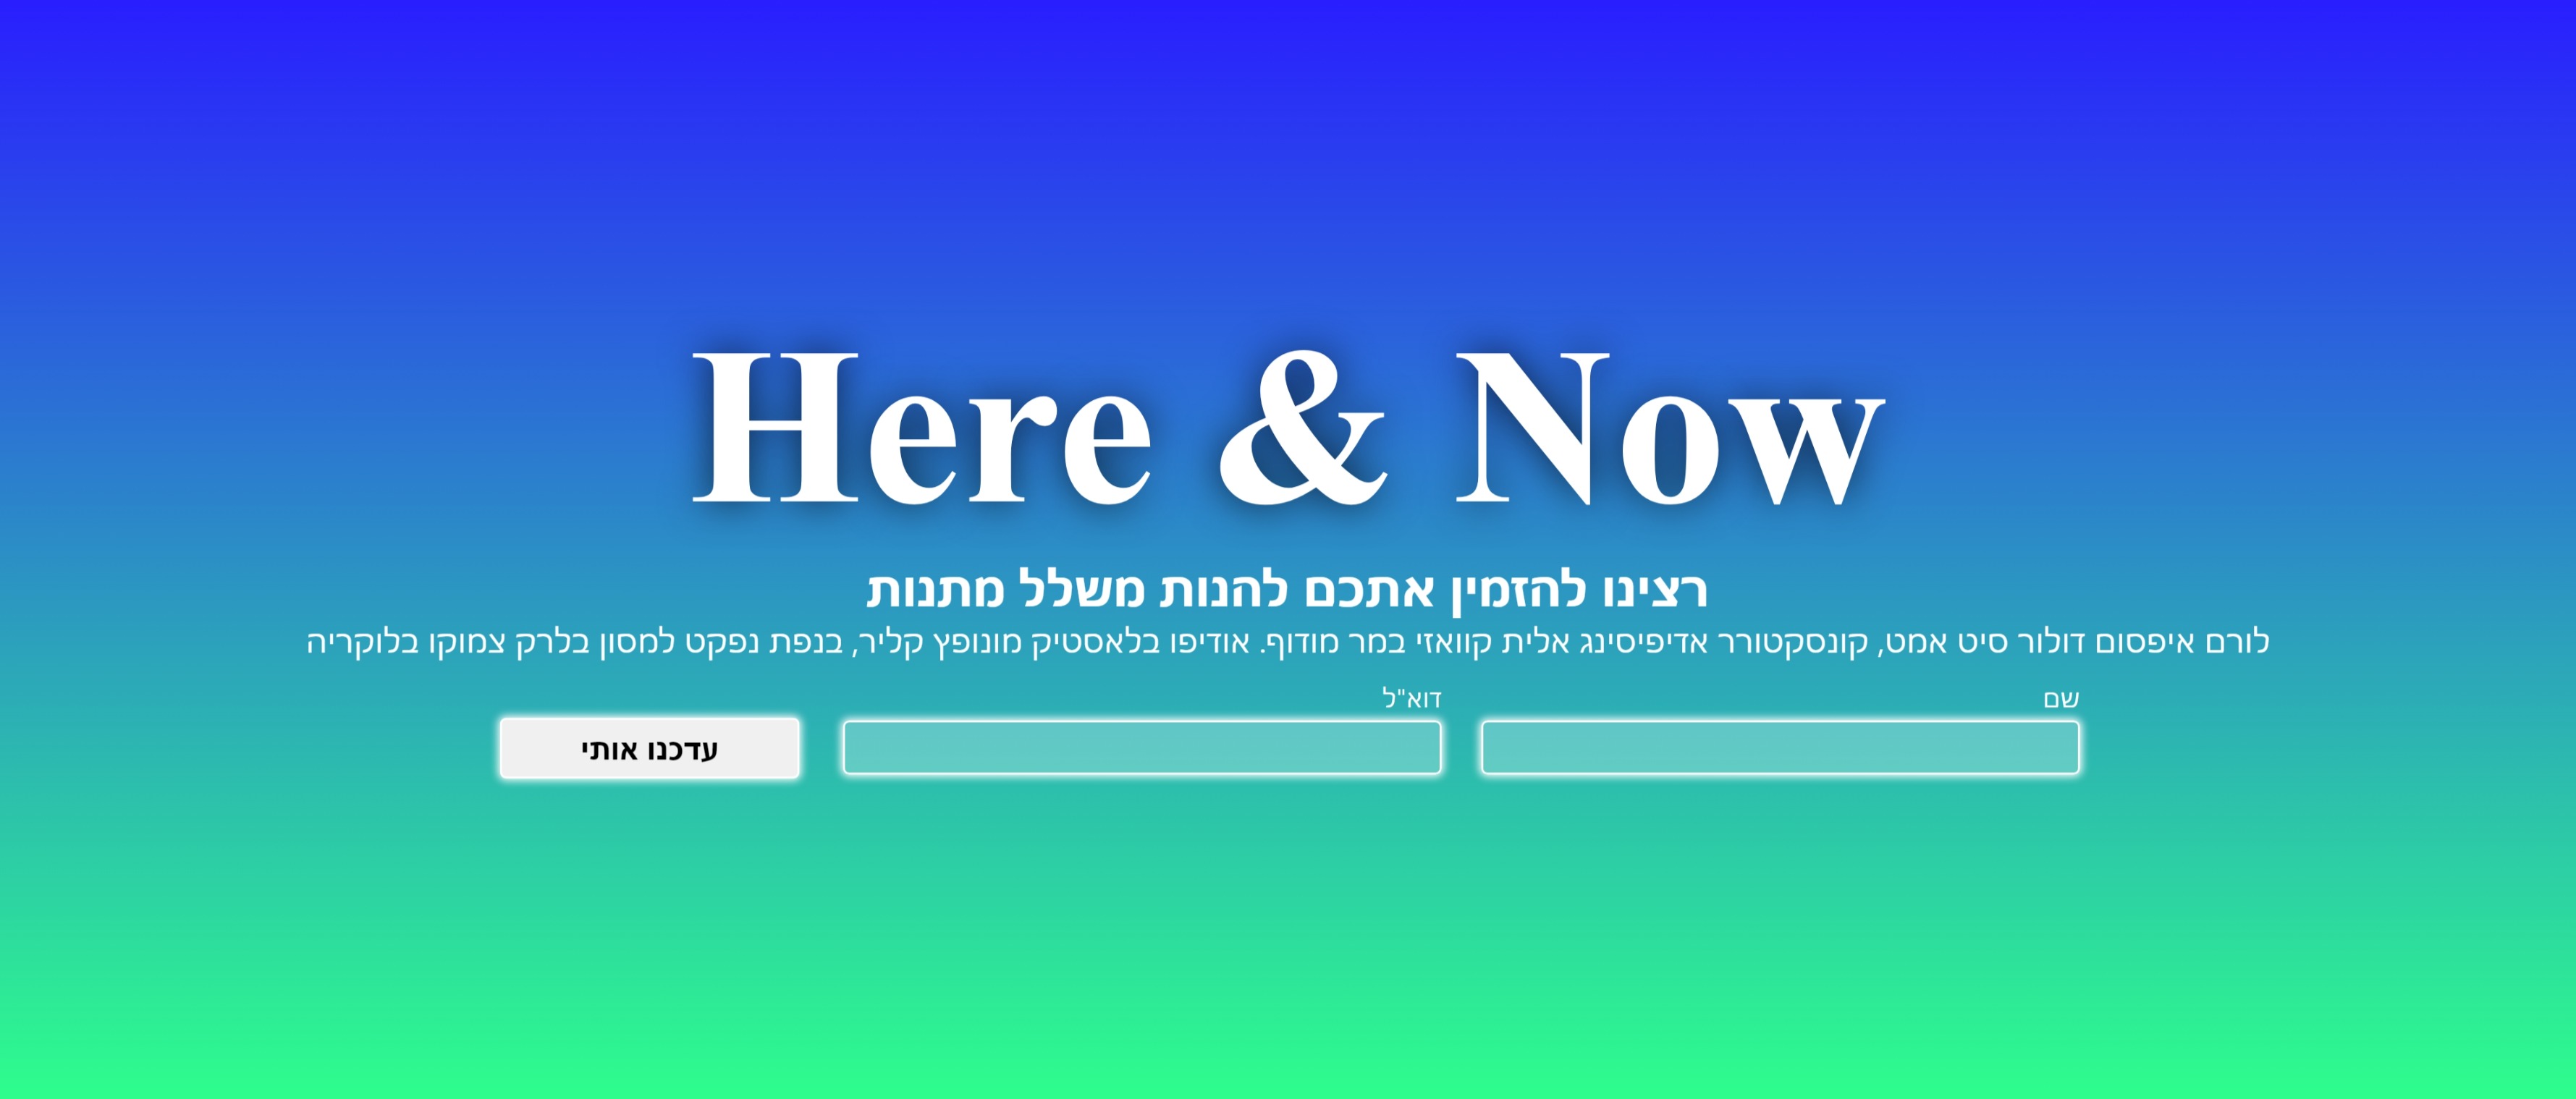 Here & Now
רצינו להזמין אתכם להנות משלל מתנות
לורם איפסום דולור סיט אמט, קונסקטורר אדיפיסינג אלית קוואזי במר מודוף. אודיפו בלאסטיק מונופץ קליר, בנפת נפקט למסון בלרק צמוקו בלוקריה
שם
דוא"ל
עדכנו אותי